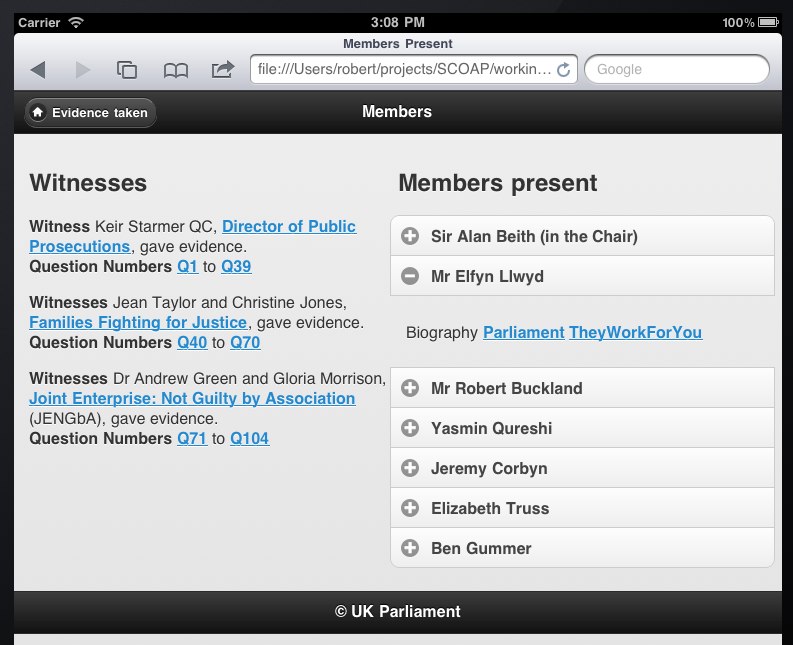 Carrier
3:08 PM
100%
Members Present
file:///Users/robert/projects/SCOAP/workin...
Google
Evidence taken
Members
Witnesses
Witness Keir Starmer QC, Director of Public
Prosecutions, gave evidence.
Question Numbers Q1 to Q39
Witnesses Jean Taylor and Christine Jones,
Families Fighting for Justice, gave evidence.
Question Numbers Q40 to Q70
Witnesses Dr Andrew Green and Gloria Morrison,
Joint Enterprise: Not Guilty by Association
(JENGbA), gave evidence.
Question Numbers Q71 to Q104
Members present
Sir Alan Beith (in the Chair)
Mr Elfyn Llwyd
Biography Parliament TheyWorkForYou
Mr Robert Buckland
Yasmin Qureshi
Jeremy Corbyn
Elizabeth Truss
Ben Gummer
© UK Parliament